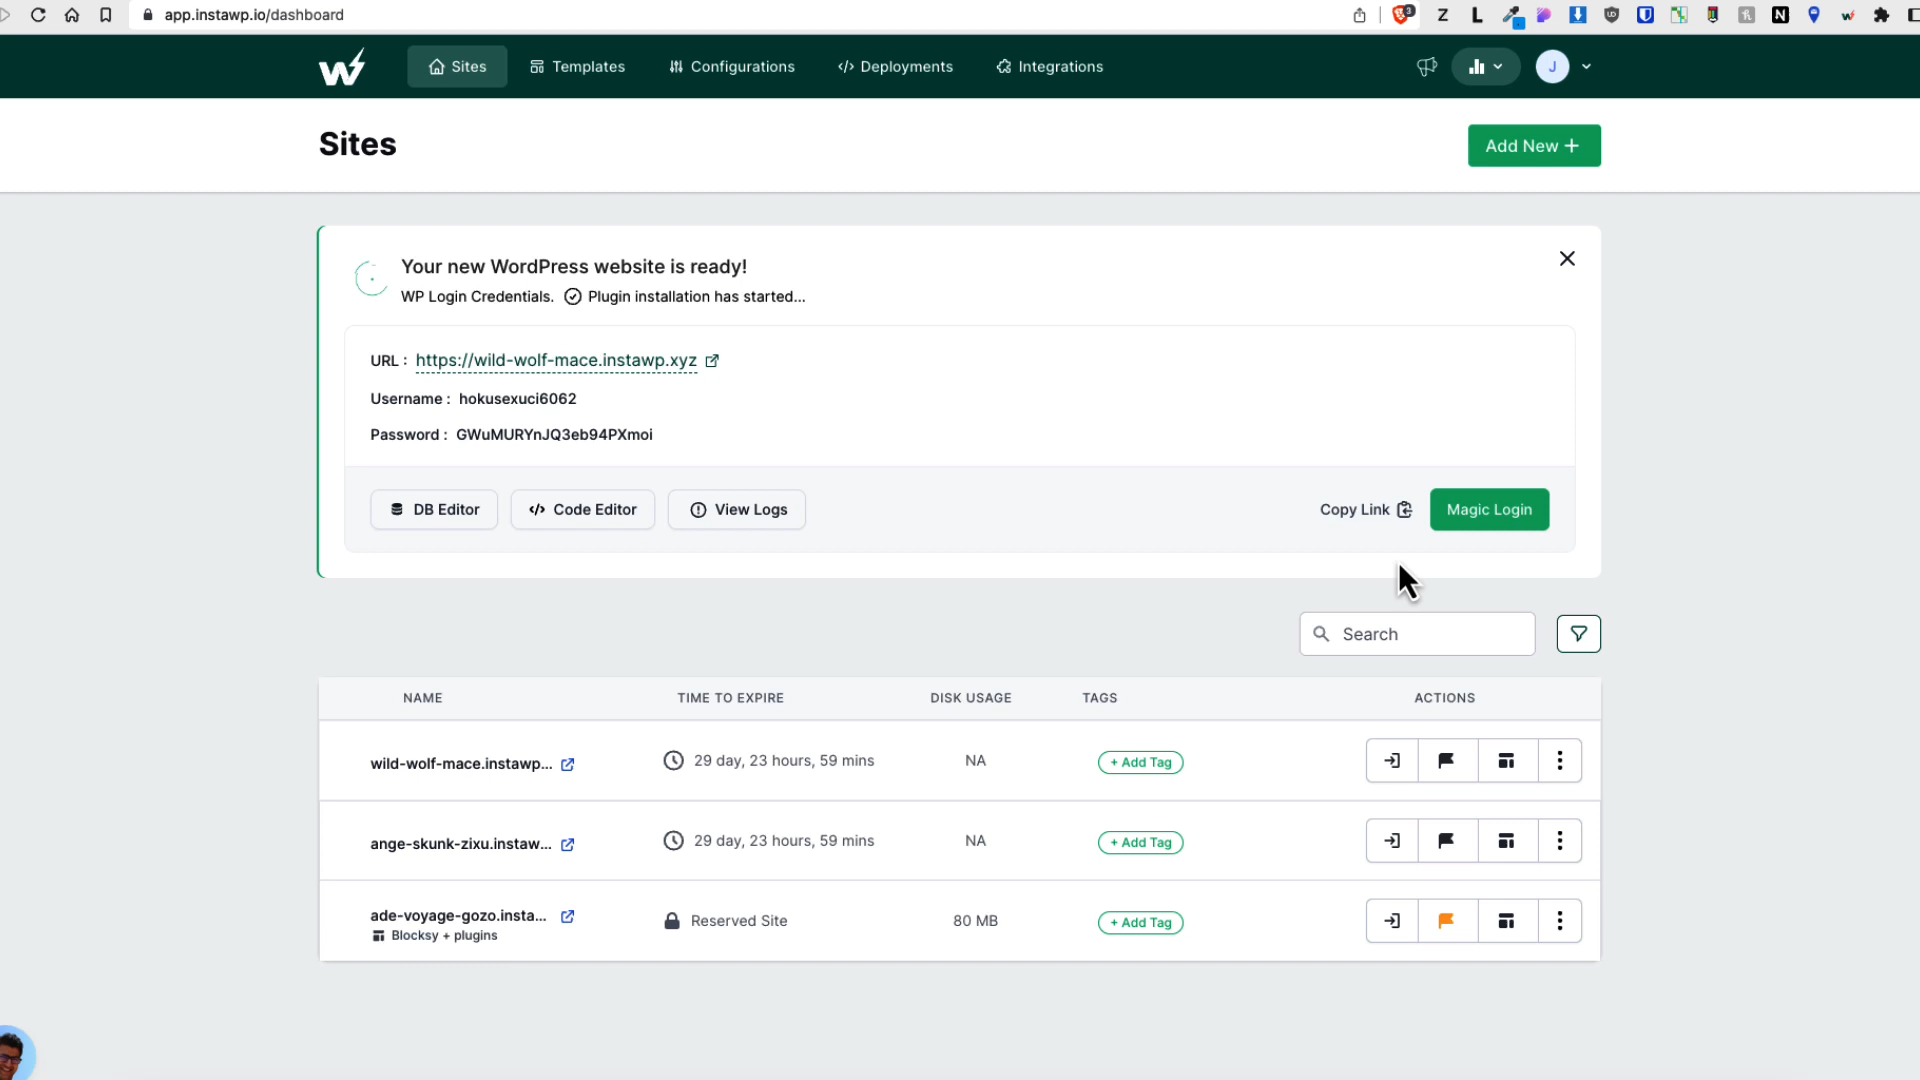 app.instawp.io/dashboard
3
Z
L
N
W
Sites
Templates
Configurations
</> Deployments
Integrations
J
Sites
Add New +
Your new WordPress website is ready!
WP Login Credentials. Plugin installation has started...
URL : https://wild-wolf-mace.instawp.xyz
Username : hokusexuci6062
Password : GWuMURYnJQ3eb94PXmoi
DB Editor
</> Code Editor
View Logs
Copy Link
Magic Login
Search
NAME
TIME TO EXPIRE
DISK USAGE
TAGS
ACTIONS
wild-wolf-mace.instawp...
29 day, 23 hours, 59 mins
NA
+ Add Tag
ange-skunk-zixu.instaw...
29 day, 23 hours, 59 mins
NA
+ Add Tag
ade-voyage-gozo.insta...
Blocksy + plugins
Reserved Site
80 MB
+ Add Tag